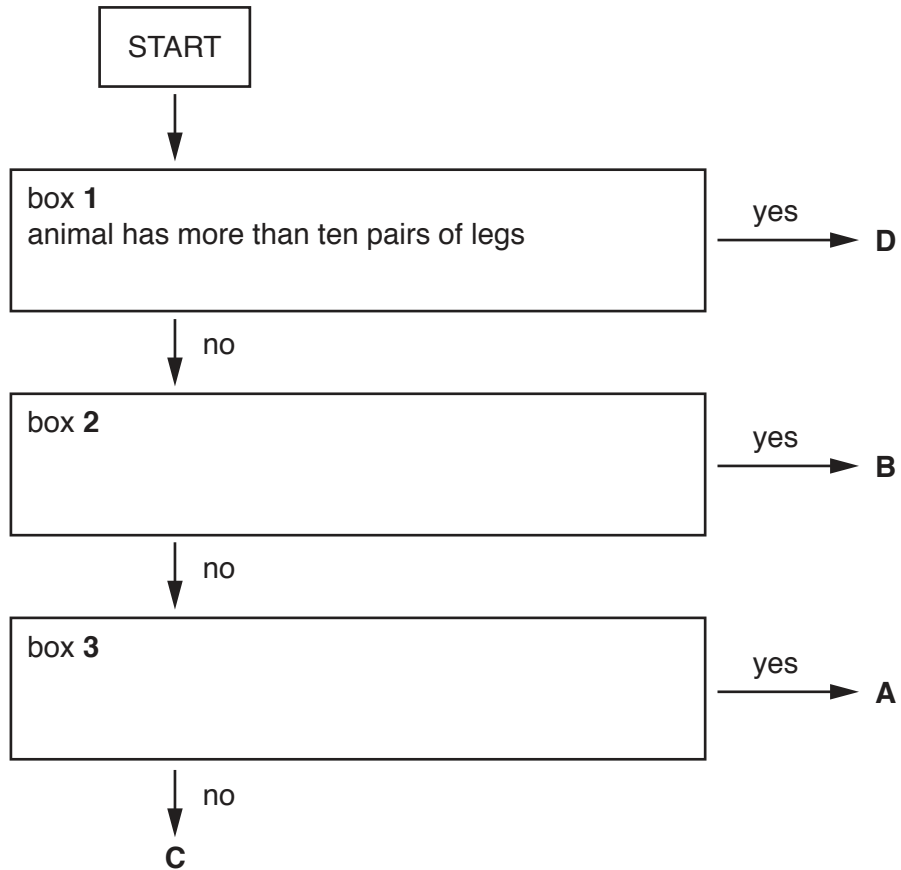 START
box 1
animal has more than ten pairs of legs
yes
D
no
box 2
yes
B
no
box 3
yes
A
no
C